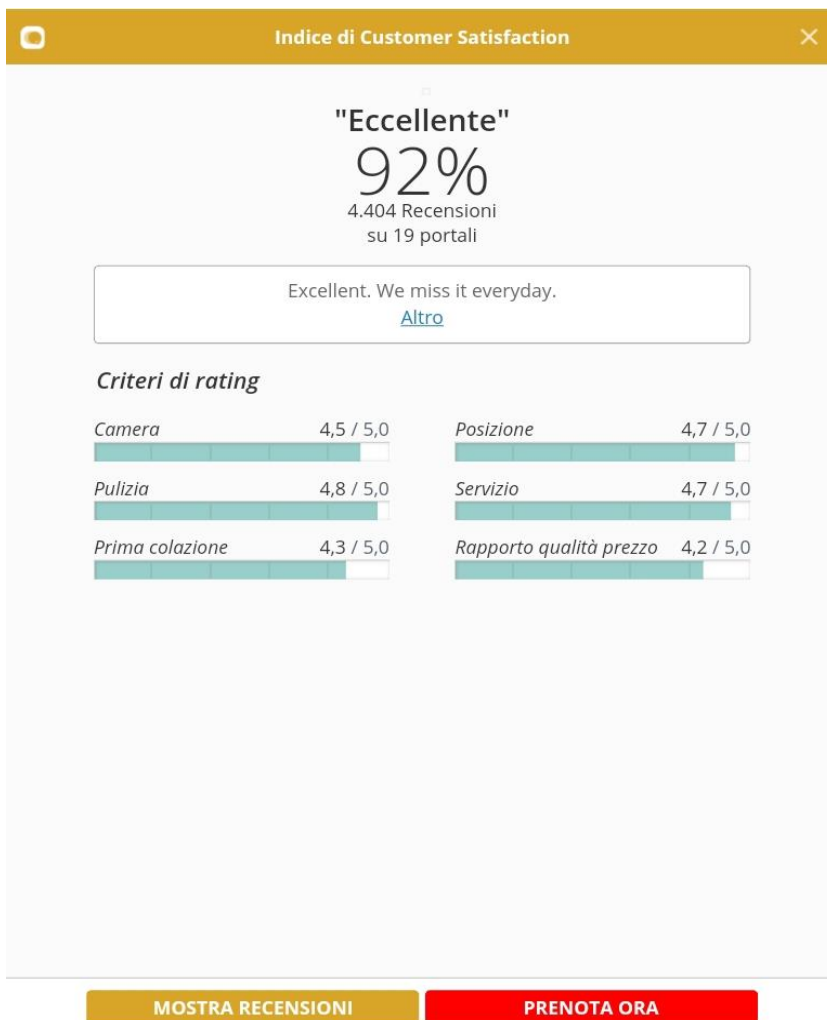 Indice di Customer Satisfaction
"Eccellente"
92%
4.404 Recensioni
su 19 portali
Excellent. We miss it everyday.
Altro
Criteri di rating
Camera 4,5 / 5,0
Posizione 4,7 / 5,0
Pulizia 4,8 / 5,0
Servizio 4,7 / 5,0
Prima colazione 4,3 / 5,0
Rapporto qualità prezzo 4,2 / 5,0
MOSTRA RECENSIONI
PRENOTA ORA